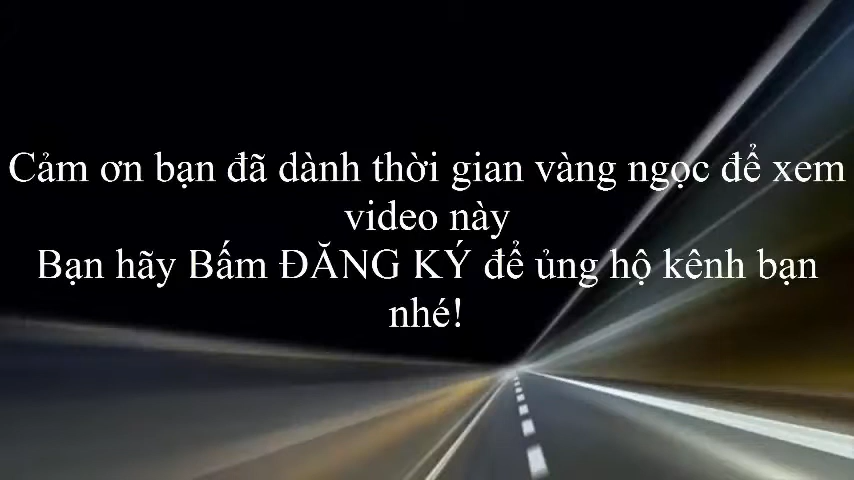 Cảm ơn bạn đã dành thời gian vàng ngọc để xem
video này
Bạn hãy Bấm ĐĂNG KÝ để ủng hộ kênh bạn
nhé!